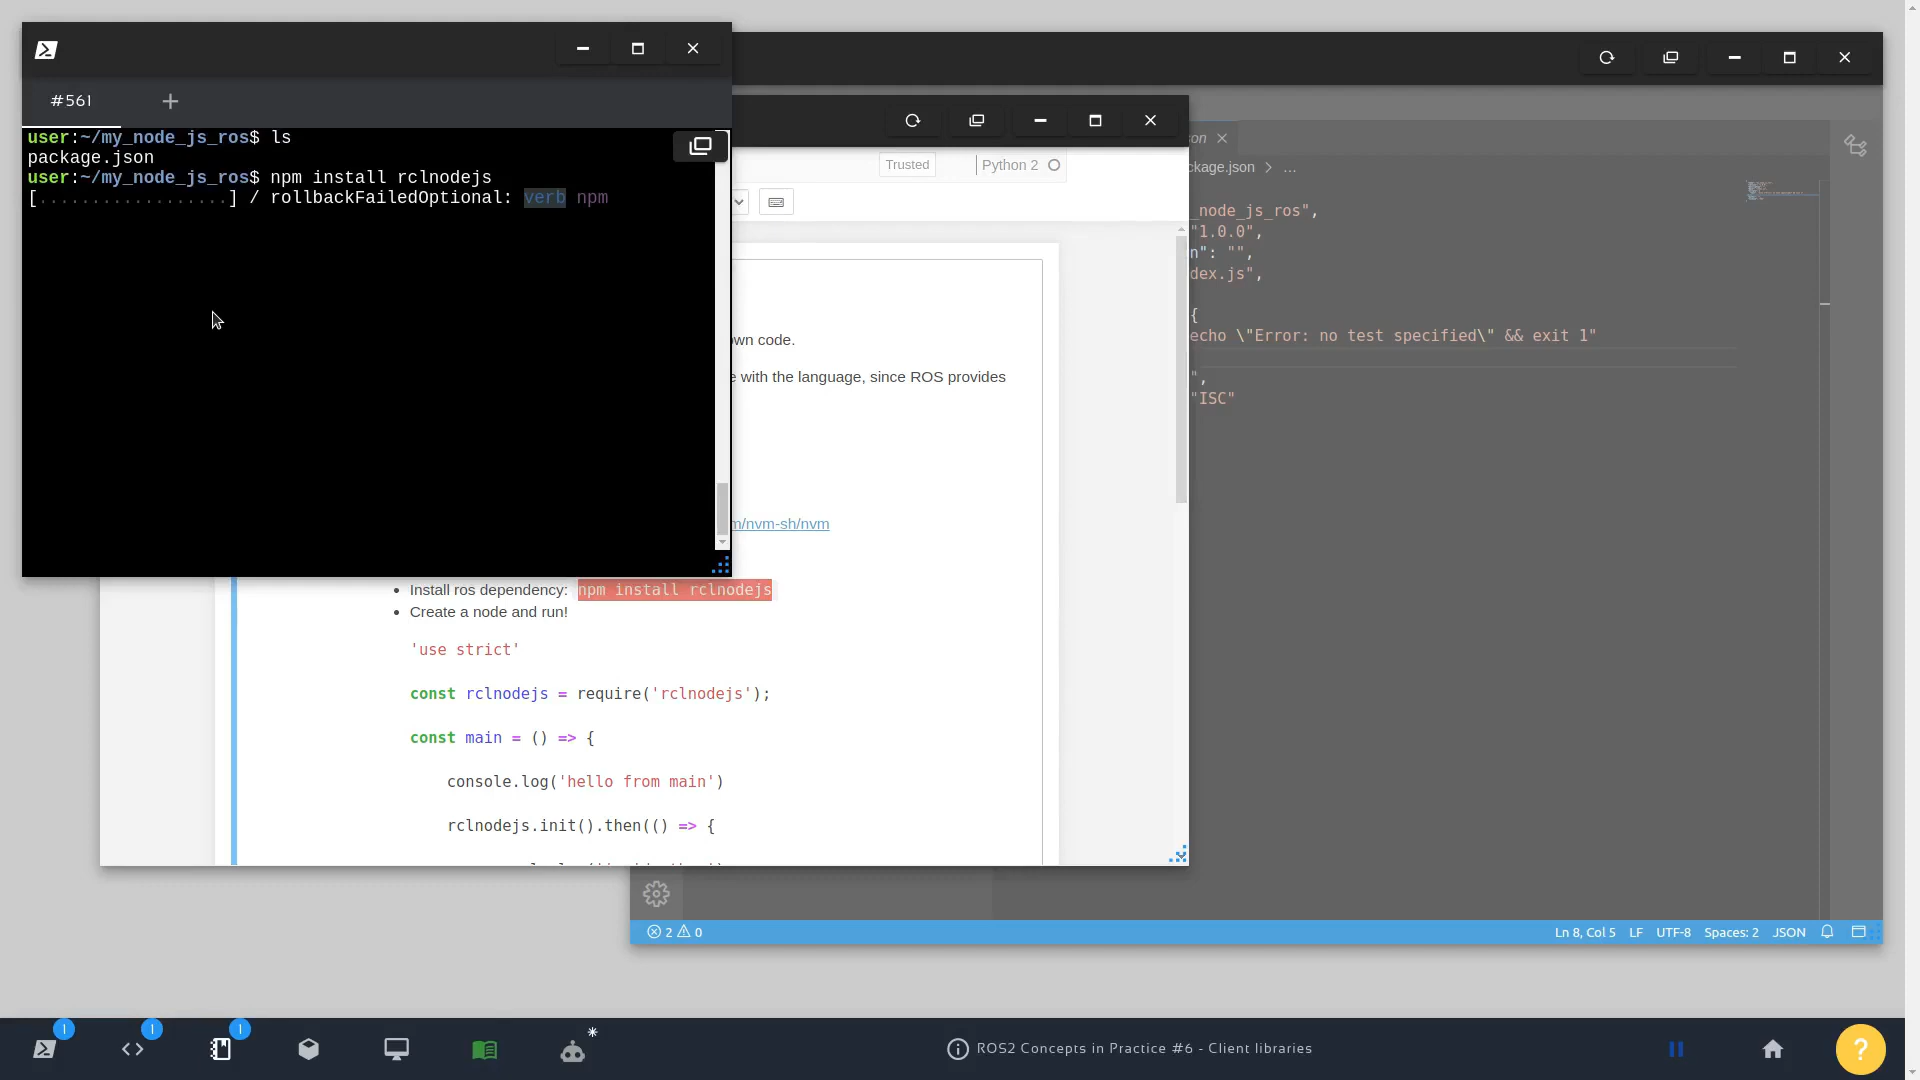 #561
user:~/my_node_js_ros$ ls
package.json
user:~/my_node_js_ros$ npm install rclnodejs
[..................] / rollbackFailedOptional: verb npm
Trusted
Python 2
own code.
with the language, since ROS provides
m/nvm-sh/nvm
Install ros dependency: npm install rclnodejs
Create a node and run!
'use strict'
const rclnodejs = require('rclnodejs');
const main = () => {
console.log('hello from main')
rclnodejs.init().then(() => {
on
ckage.json > ...
_node_js_ros",
"1.0.0",
n": "",
dex.js",
{
echo \"Error: no test specified\" && exit 1"
",
"ISC"
2 0
Ln 8, Col 5 LF UTF-8 Spaces: 2 JSON
1
1
1
ROS2 Concepts in Practice #6 - Client libraries
?